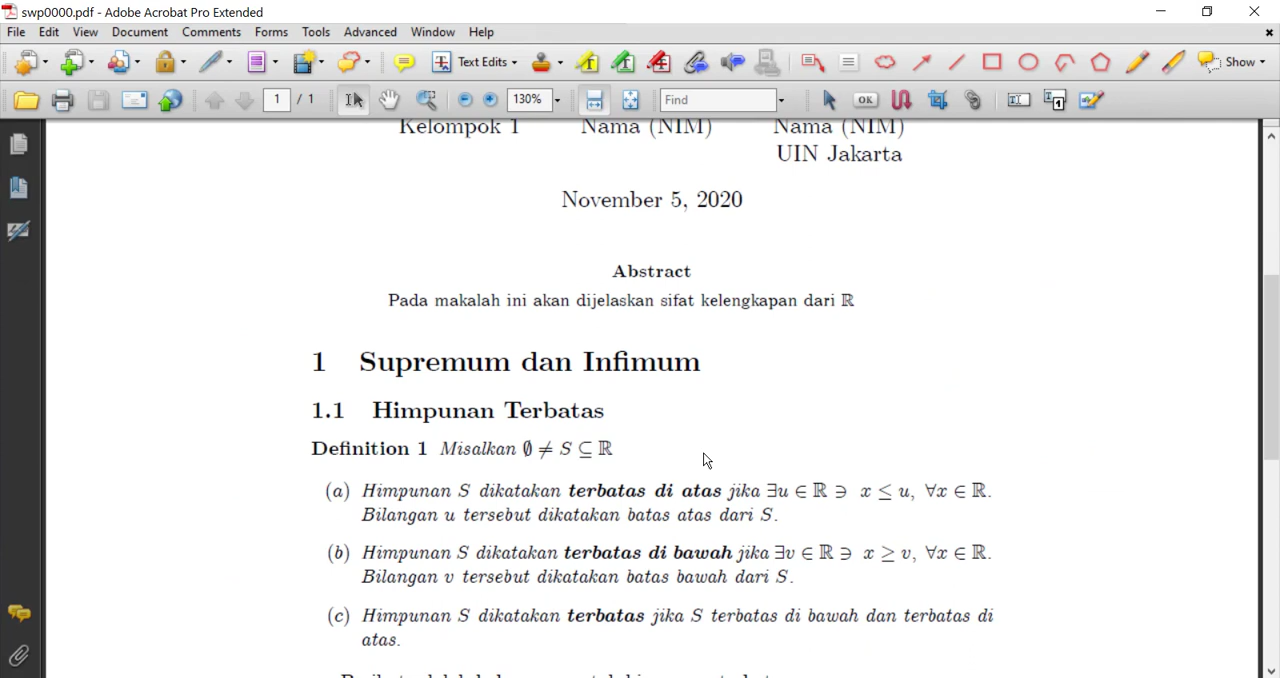 swp0000.pdf - Adobe Acrobat Pro Extended
File Edit View Document Comments Forms Tools Advanced Window Help
Text Edits Show
1 / 1 130% Find OK
Kelompok 1 Nama (NIM) Nama (NIM)
UIN Jakarta
November 5, 2020
Abstract
Pada makalah ini akan dijelaskan sifat kelengkapan dari ℝ
1 Supremum dan Infimum
1.1 Himpunan Terbatas
Definition 1 Misalkan ∅ ≠ S ⊆ ℝ
(a) Himpunan S dikatakan terbatas di atas jika ∃u ∈ ℝ ∋ x ≤ u, ∀x ∈ ℝ.
Bilangan u tersebut dikatakan batas atas dari S.
(b) Himpunan S dikatakan terbatas di bawah jika ∃v ∈ ℝ ∋ x ≥ v, ∀x ∈ ℝ.
Bilangan v tersebut dikatakan batas bawah dari S.
(c) Himpunan S dikatakan terbatas jika S terbatas di bawah dan terbatas di
atas.